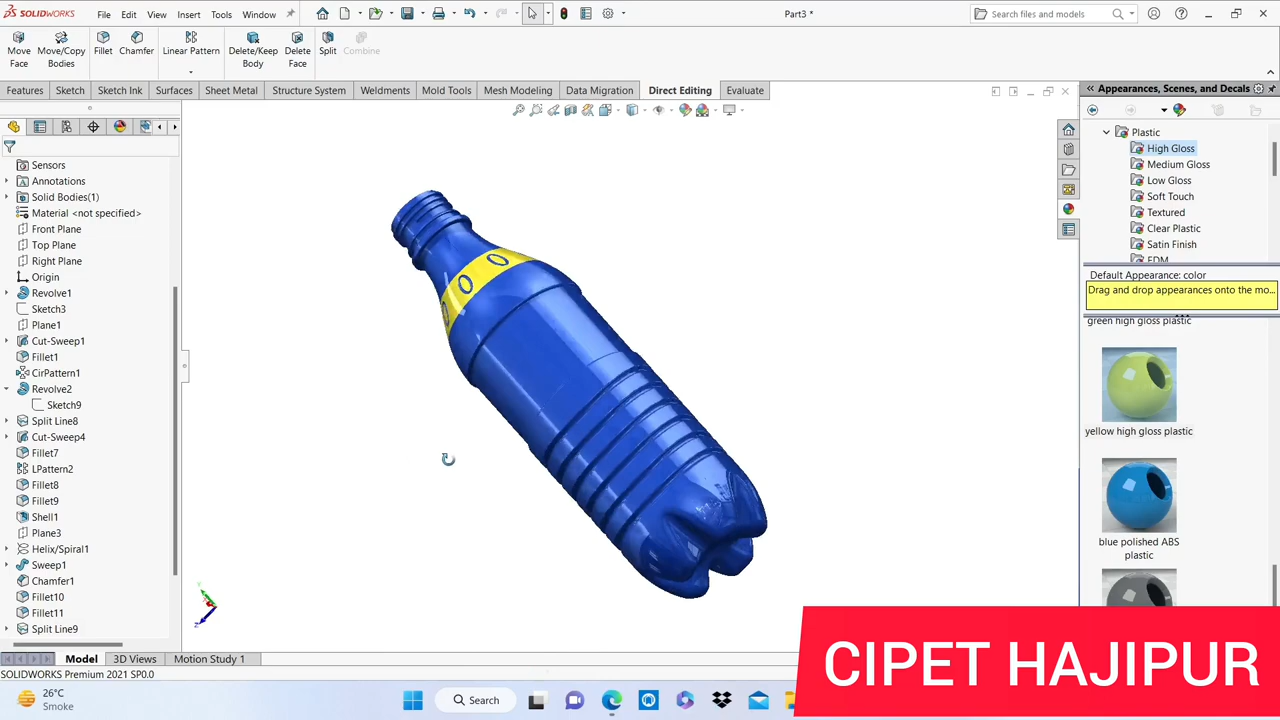 SOLIDWORKS
File
Edit
View
Insert
Tools
Window
Part3 *
Search files and models
Move Face
Move/Copy Bodies
Fillet
Chamfer
Linear Pattern
Delete/Keep Body
Delete Face
Split
Combine
Features
Sketch
Sketch Ink
Surfaces
Sheet Metal
Structure System
Weldments
Mold Tools
Mesh Modeling
Data Migration
Direct Editing
Evaluate
Sensors
Annotations
Solid Bodies(1)
Material <not specified>
Front Plane
Top Plane
Right Plane
Origin
Revolve1
Sketch3
Plane1
Cut-Sweep1
Fillet1
CirPattern1
Revolve2
Sketch9
Split Line8
Cut-Sweep4
Fillet7
LPattern2
Fillet8
Fillet9
Shell1
Plane3
Helix/Spiral1
Sweep1
Chamfer1
Fillet10
Fillet11
Split Line9
Appearances, Scenes, and Decals
Plastic
High Gloss
Medium Gloss
Low Gloss
Soft Touch
Textured
Clear Plastic
Satin Finish
EDM
Default Appearance: color
Drag and drop appearances onto the mo...
green high gloss plastic
yellow high gloss plastic
blue polished ABS
plastic
Model
3D Views
Motion Study 1
SOLIDWORKS Premium 2021 SP0.0
26°C
Smoke
Search
CIPET HAJIPUR